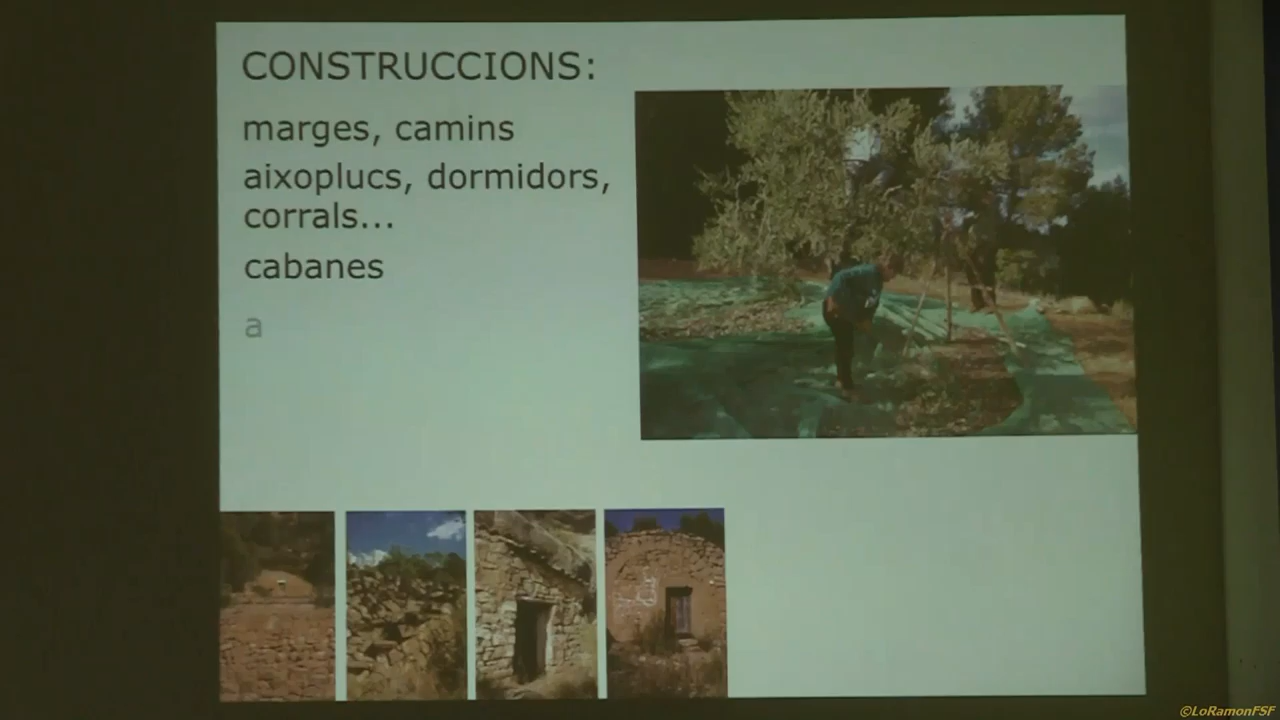 CONSTRUCCIONS:
marges, camins
aixoplucs, dormidors,
corrals...
cabanes
a
©LoRamonFSF